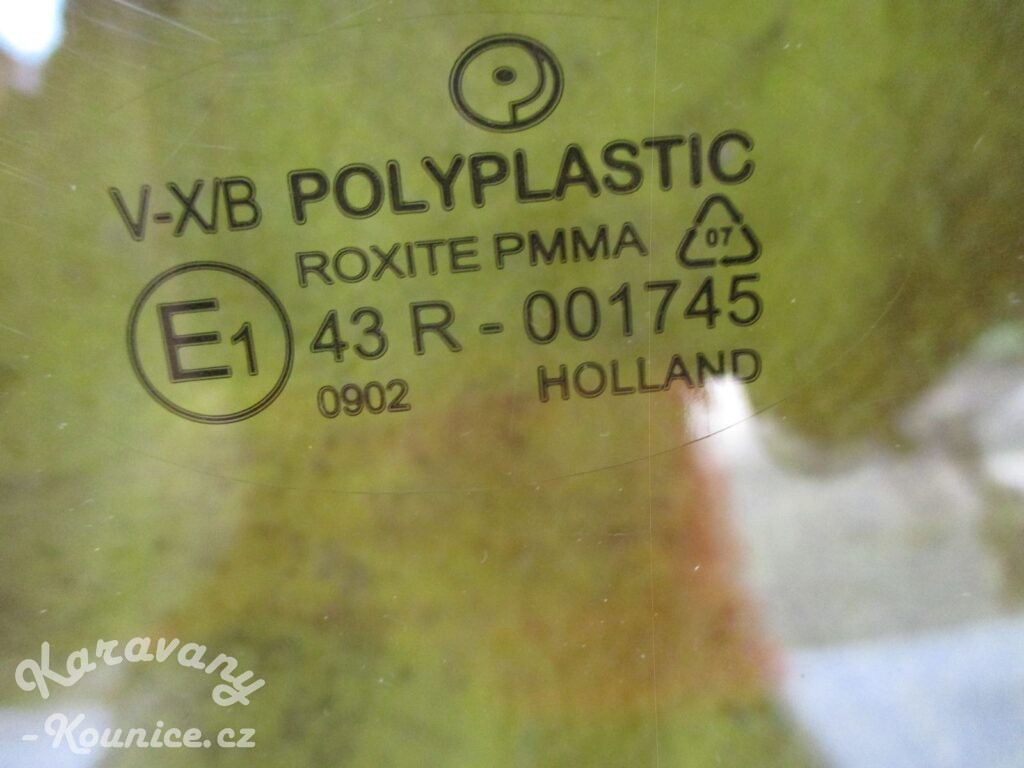 V-X/B POLYPLASTIC
ROXITE PMMA 07
E1 43 R - 001745
0902 HOLLAND
Karavany
-Kounice.cz